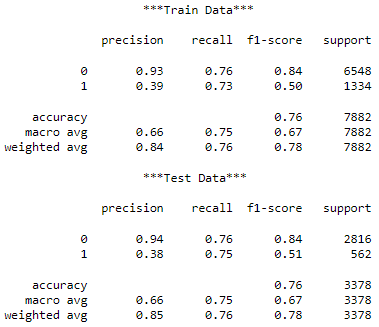 ***Train Data***
precision recall f1-score support
0 0.93 0.76 0.84 6548
1 0.39 0.73 0.50 1334
accuracy 0.76 7882
macro avg 0.66 0.75 0.67 7882
weighted avg 0.84 0.76 0.78 7882
***Test Data***
precision recall f1-score support
0 0.94 0.76 0.84 2816
1 0.38 0.75 0.51 562
accuracy 0.76 3378
macro avg 0.66 0.75 0.67 3378
weighted avg 0.85 0.76 0.78 3378